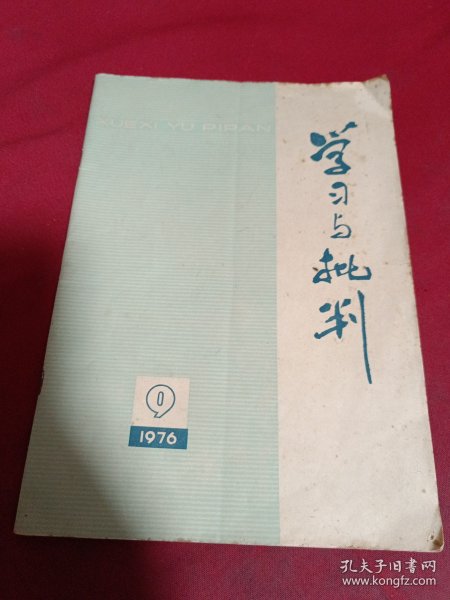 XUEXI YU PIPAN
学习与批判
9
1976
孔夫子旧书网
www.kongfz.com